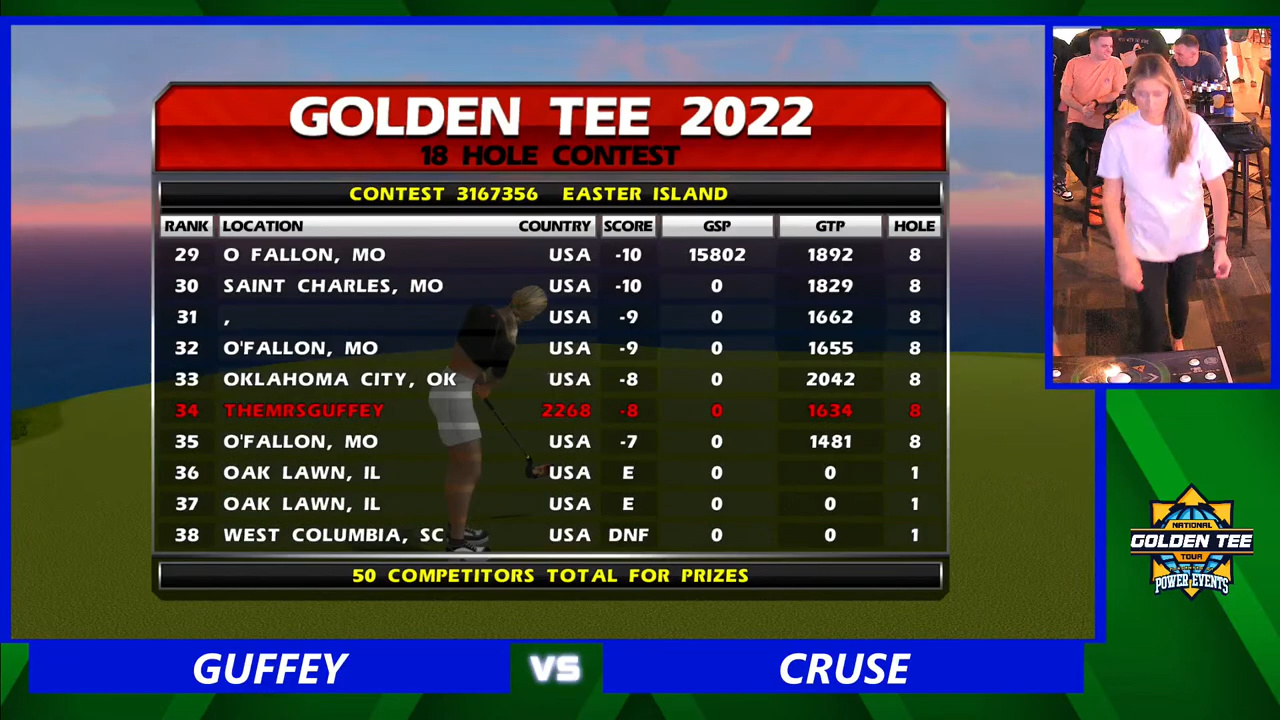 GOLDEN TEE 2022
18 HOLE CONTEST
CONTEST 3167356 EASTER ISLAND
RANK LOCATION COUNTRY SCORE GSP GTP HOLE
29 O FALLON, MO USA -10 15802 1892 8
30 SAINT CHARLES, MO USA -10 0 1829 8
31 , USA -9 0 1662 8
32 O'FALLON, MO USA -9 0 1655 8
33 OKLAHOMA CITY, OK USA -8 0 2042 8
34 THEMRSGUFFEY 2268 -8 0 1634 8
35 O'FALLON, MO USA -7 0 1481 8
36 OAK LAWN, IL USA E 0 0 1
37 OAK LAWN, IL USA E 0 0 1
38 WEST COLUMBIA, SC USA DNF 0 0 1
50 COMPETITORS TOTAL FOR PRIZES
NATIONAL
GOLDEN TEE
TOUR
POWER EVENTS
GUFFEY VS CRUSE